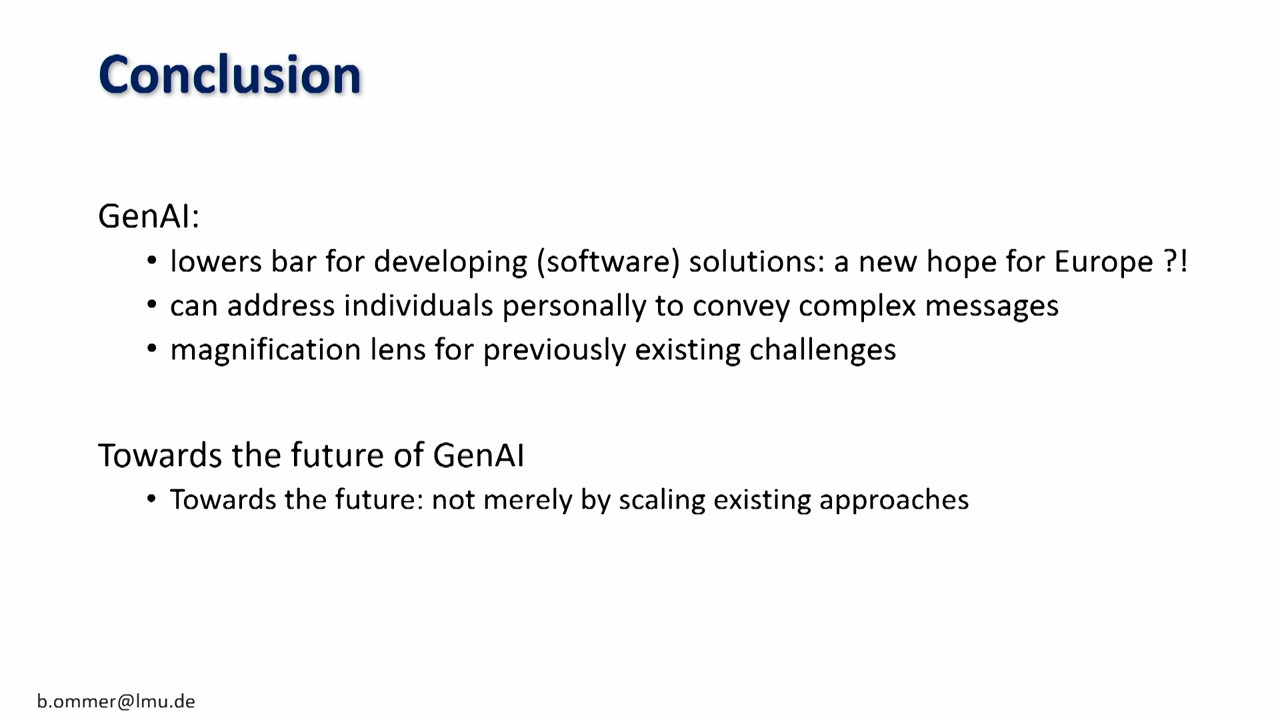 Conclusion
GenAI:
• lowers bar for developing (software) solutions: a new hope for Europe ?!
• can address individuals personally to convey complex messages
• magnification lens for previously existing challenges
Towards the future of GenAI
• Towards the future: not merely by scaling existing approaches
b.ommer@lmu.de